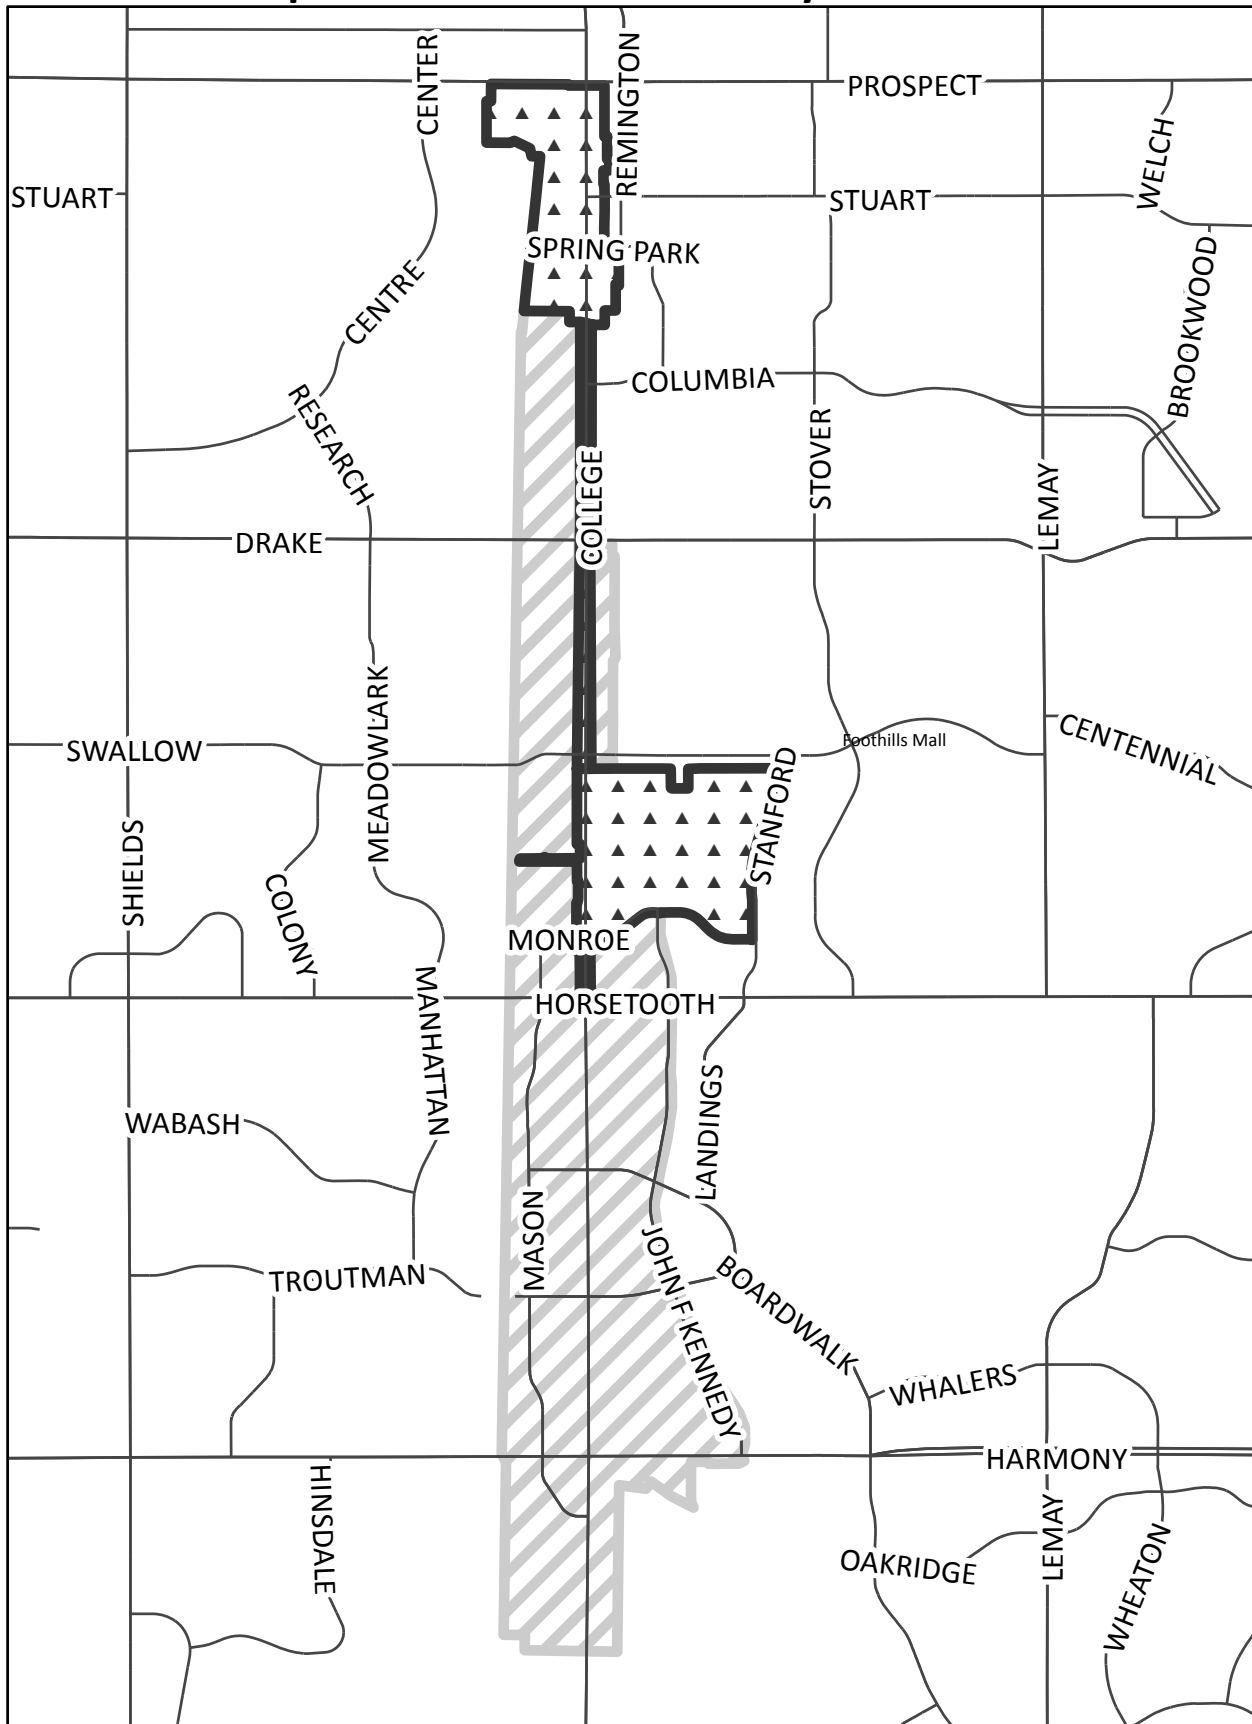 CENTER
REMINGTON
PROSPECT
WELCH
STUART
STUART
SPRING PARK
BROOKWOOD
CENTRE
COLUMBIA
RESEARCH
STOVER
COLLEGE
LEMAY
DRAKE
MEADOWLARK
SWALLOW
Foothills Mall
CENTENNIAL
STANFORD
SHIELDS
COLONY
MONROE
MANHATTAN
HORSETOOTH
LANDINGS
WABASH
MASON
JOHN F KENNEDY
TROUTMAN
BOARDWALK
WHALERS
HARMONY
HINSDALE
LEMAY
OAKRIDGE
WHEATON